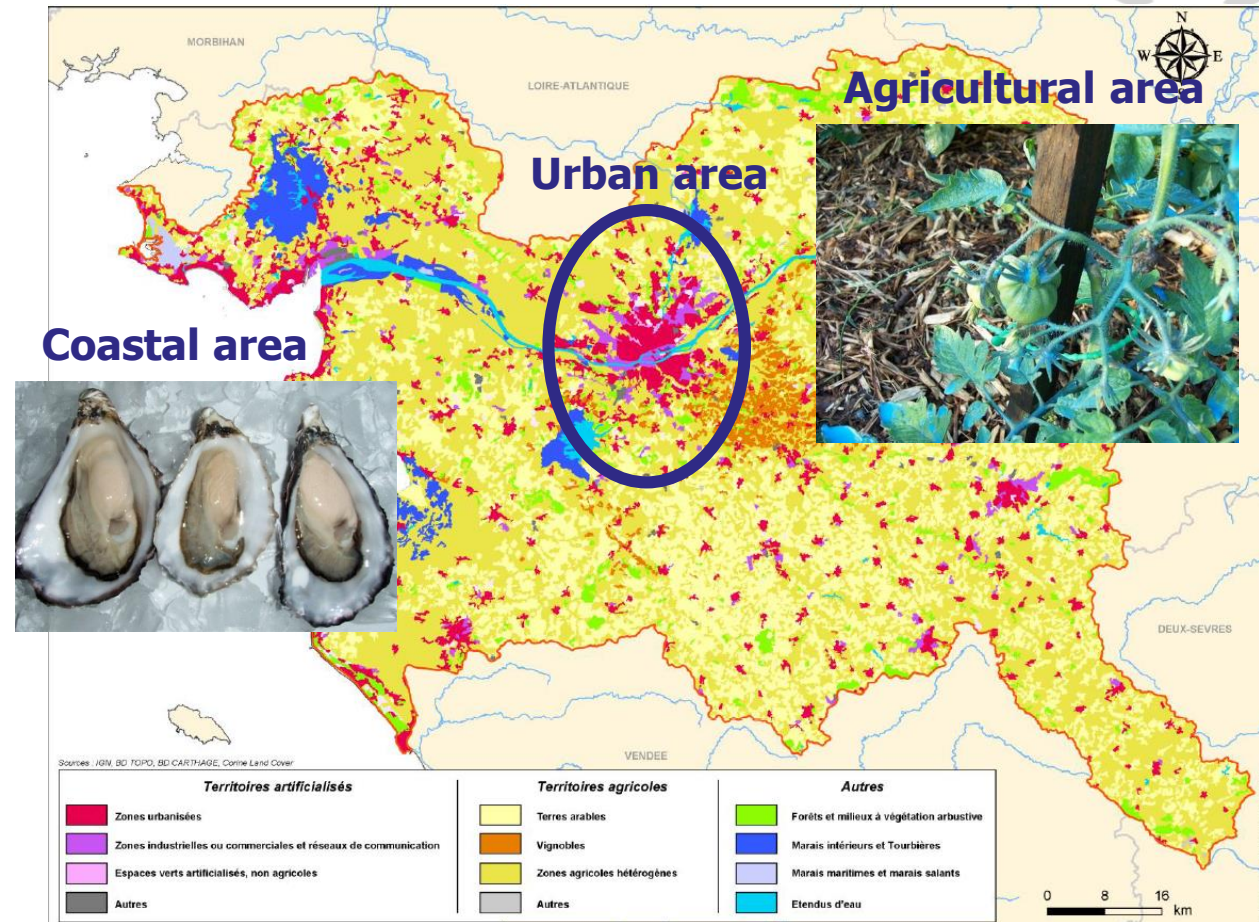 MORBIHAN
N
W E
LOIRE-ATLANTIQUE
Agricultural area
Urban area
Coastal area
DEUX-SEVRES
VENDEE
Sources : IGN, BD TOPO, BD CARTHAGE, Corine Land Cover
Territoires artificialisés
Zones urbanisées
Zones industrielles ou commerciales et réseaux de communication
Espaces verts artificialisés, non agricoles
Autres
Territoires agricoles
Terres arables
Vignobles
Zones agricoles hétérogènes
Autres
Autres
Forêts et milieux à végétation arbustive
Marais intérieurs et Tourbières
Marais maritimes et marais salants
Etendus d'eau
0 8 16
km